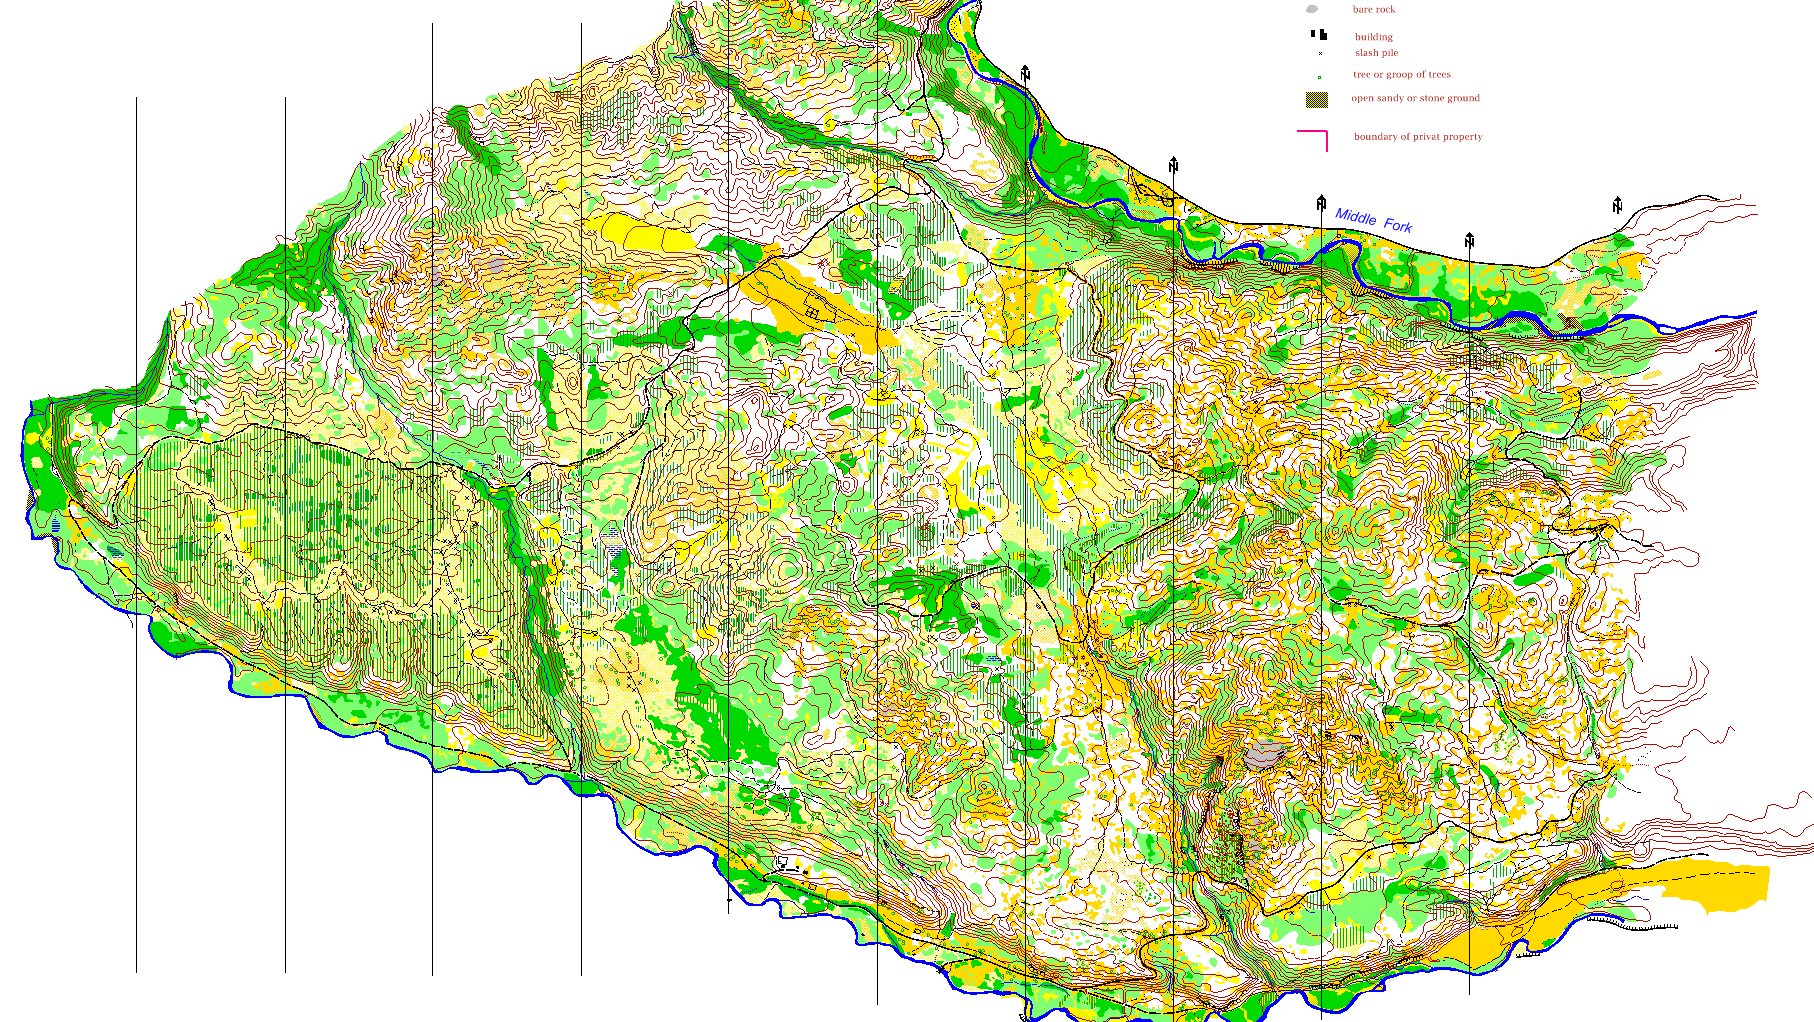 bare rock
building
slash pile
tree or groop of trees
open sandy or stone ground
boundary of privat property
N
N
N
N
N
N
Middle Fork